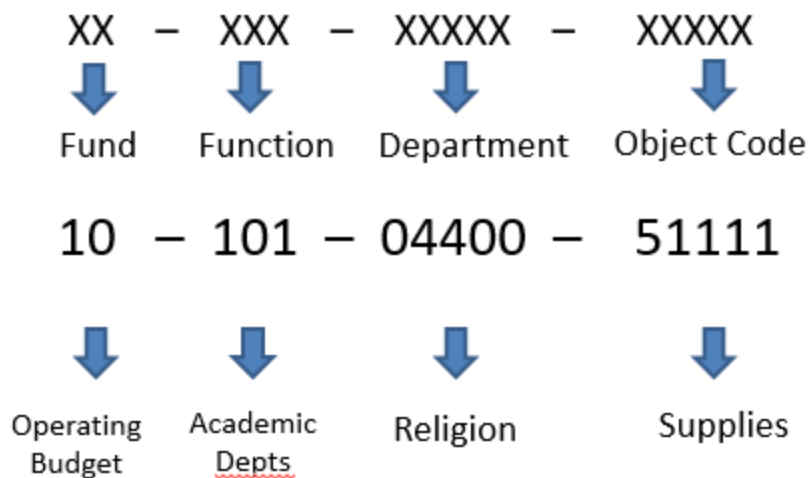 XX – XXX – XXXXX – XXXXX
Fund Function Department Object Code
10 – 101 – 04400 – 51111
Operating Academic Religion Supplies
Budget Depts